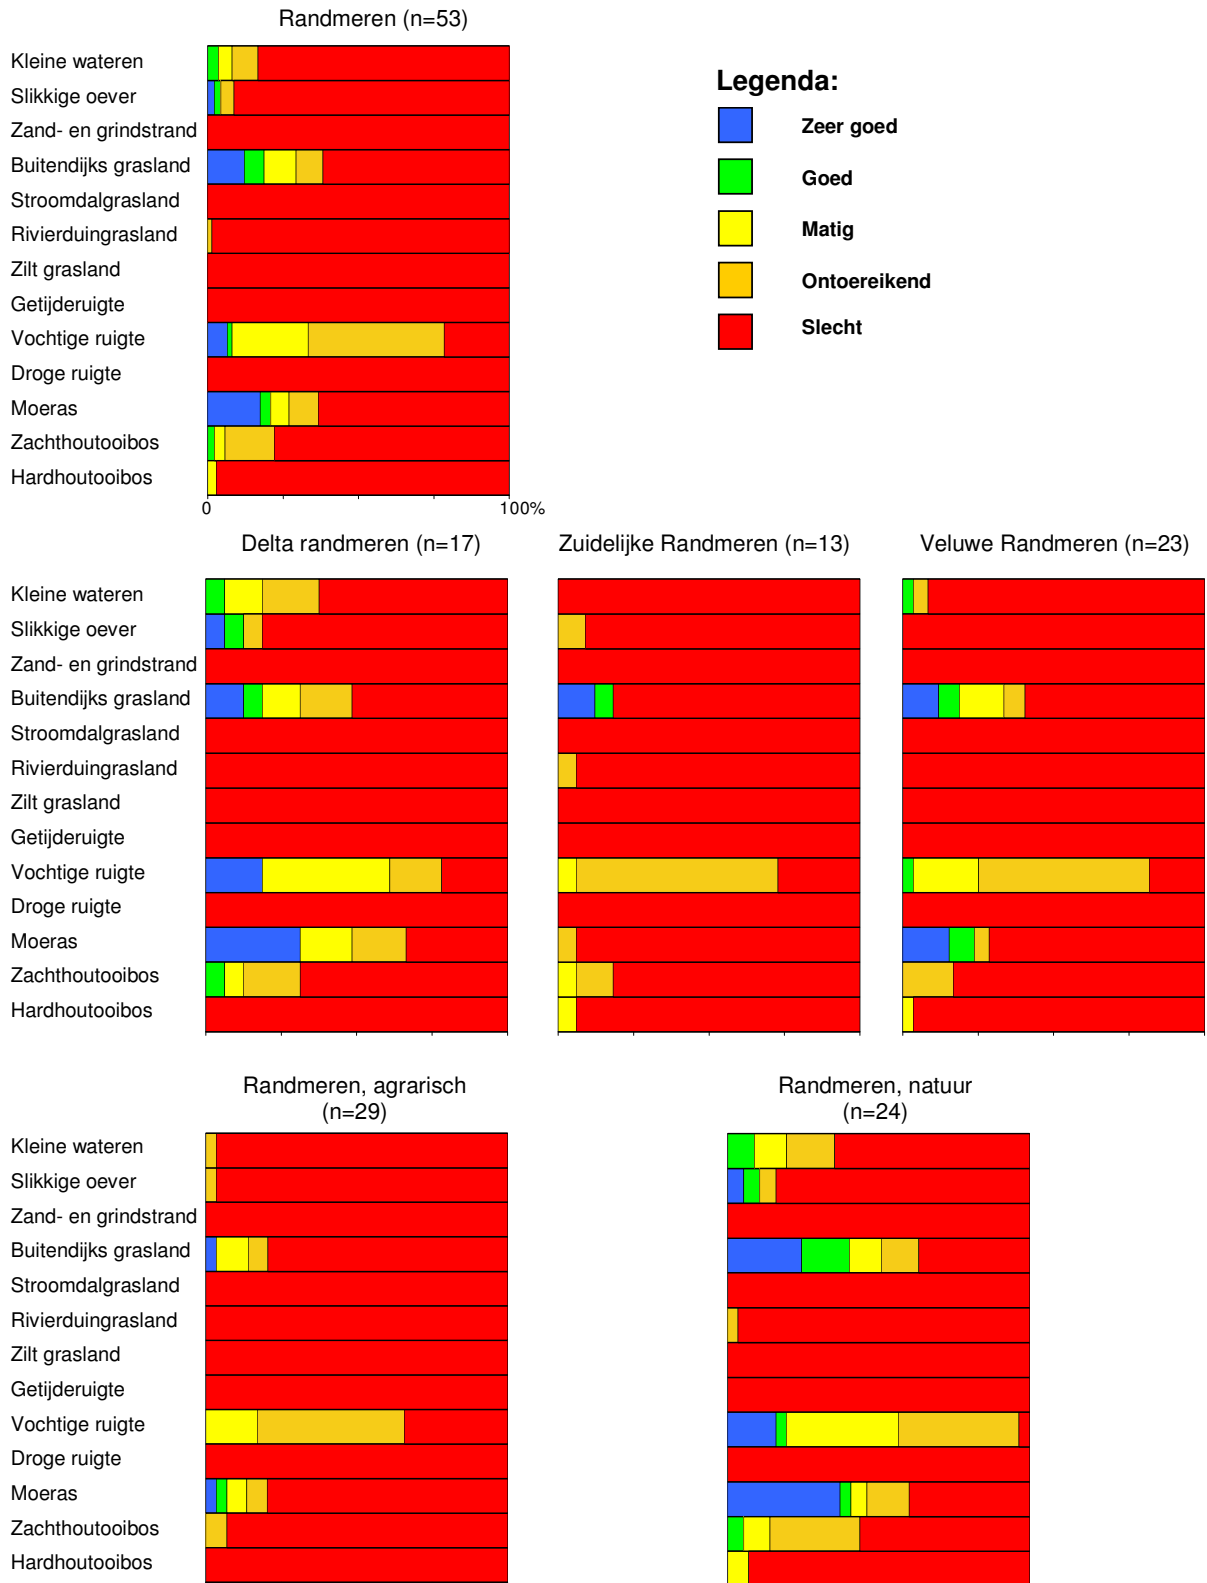 Randmeren (n=53)
Kleine wateren
Slikkige oever
Zand- en grindstrand
Buitendijks grasland
Stroomdalgrasland
Rivierduingrasland
Zilt grasland
Getijderuigte
Vochtige ruigte
Droge ruigte
Moeras
Zachthoutooibos
Hardhoutooibos
0 100%
Legenda:
Zeer goed
Goed
Matig
Ontoereikend
Slecht
Delta randmeren (n=17) Zuidelijke Randmeren (n=13) Veluwe Randmeren (n=23)
Kleine wateren
Slikkige oever
Zand- en grindstrand
Buitendijks grasland
Stroomdalgrasland
Rivierduingrasland
Zilt grasland
Getijderuigte
Vochtige ruigte
Droge ruigte
Moeras
Zachthoutooibos
Hardhoutooibos
Randmeren, agrarisch
(n=29)
Randmeren, natuur
(n=24)
Kleine wateren
Slikkige oever
Zand- en grindstrand
Buitendijks grasland
Stroomdalgrasland
Rivierduingrasland
Zilt grasland
Getijderuigte
Vochtige ruigte
Droge ruigte
Moeras
Zachthoutooibos
Hardhoutooibos